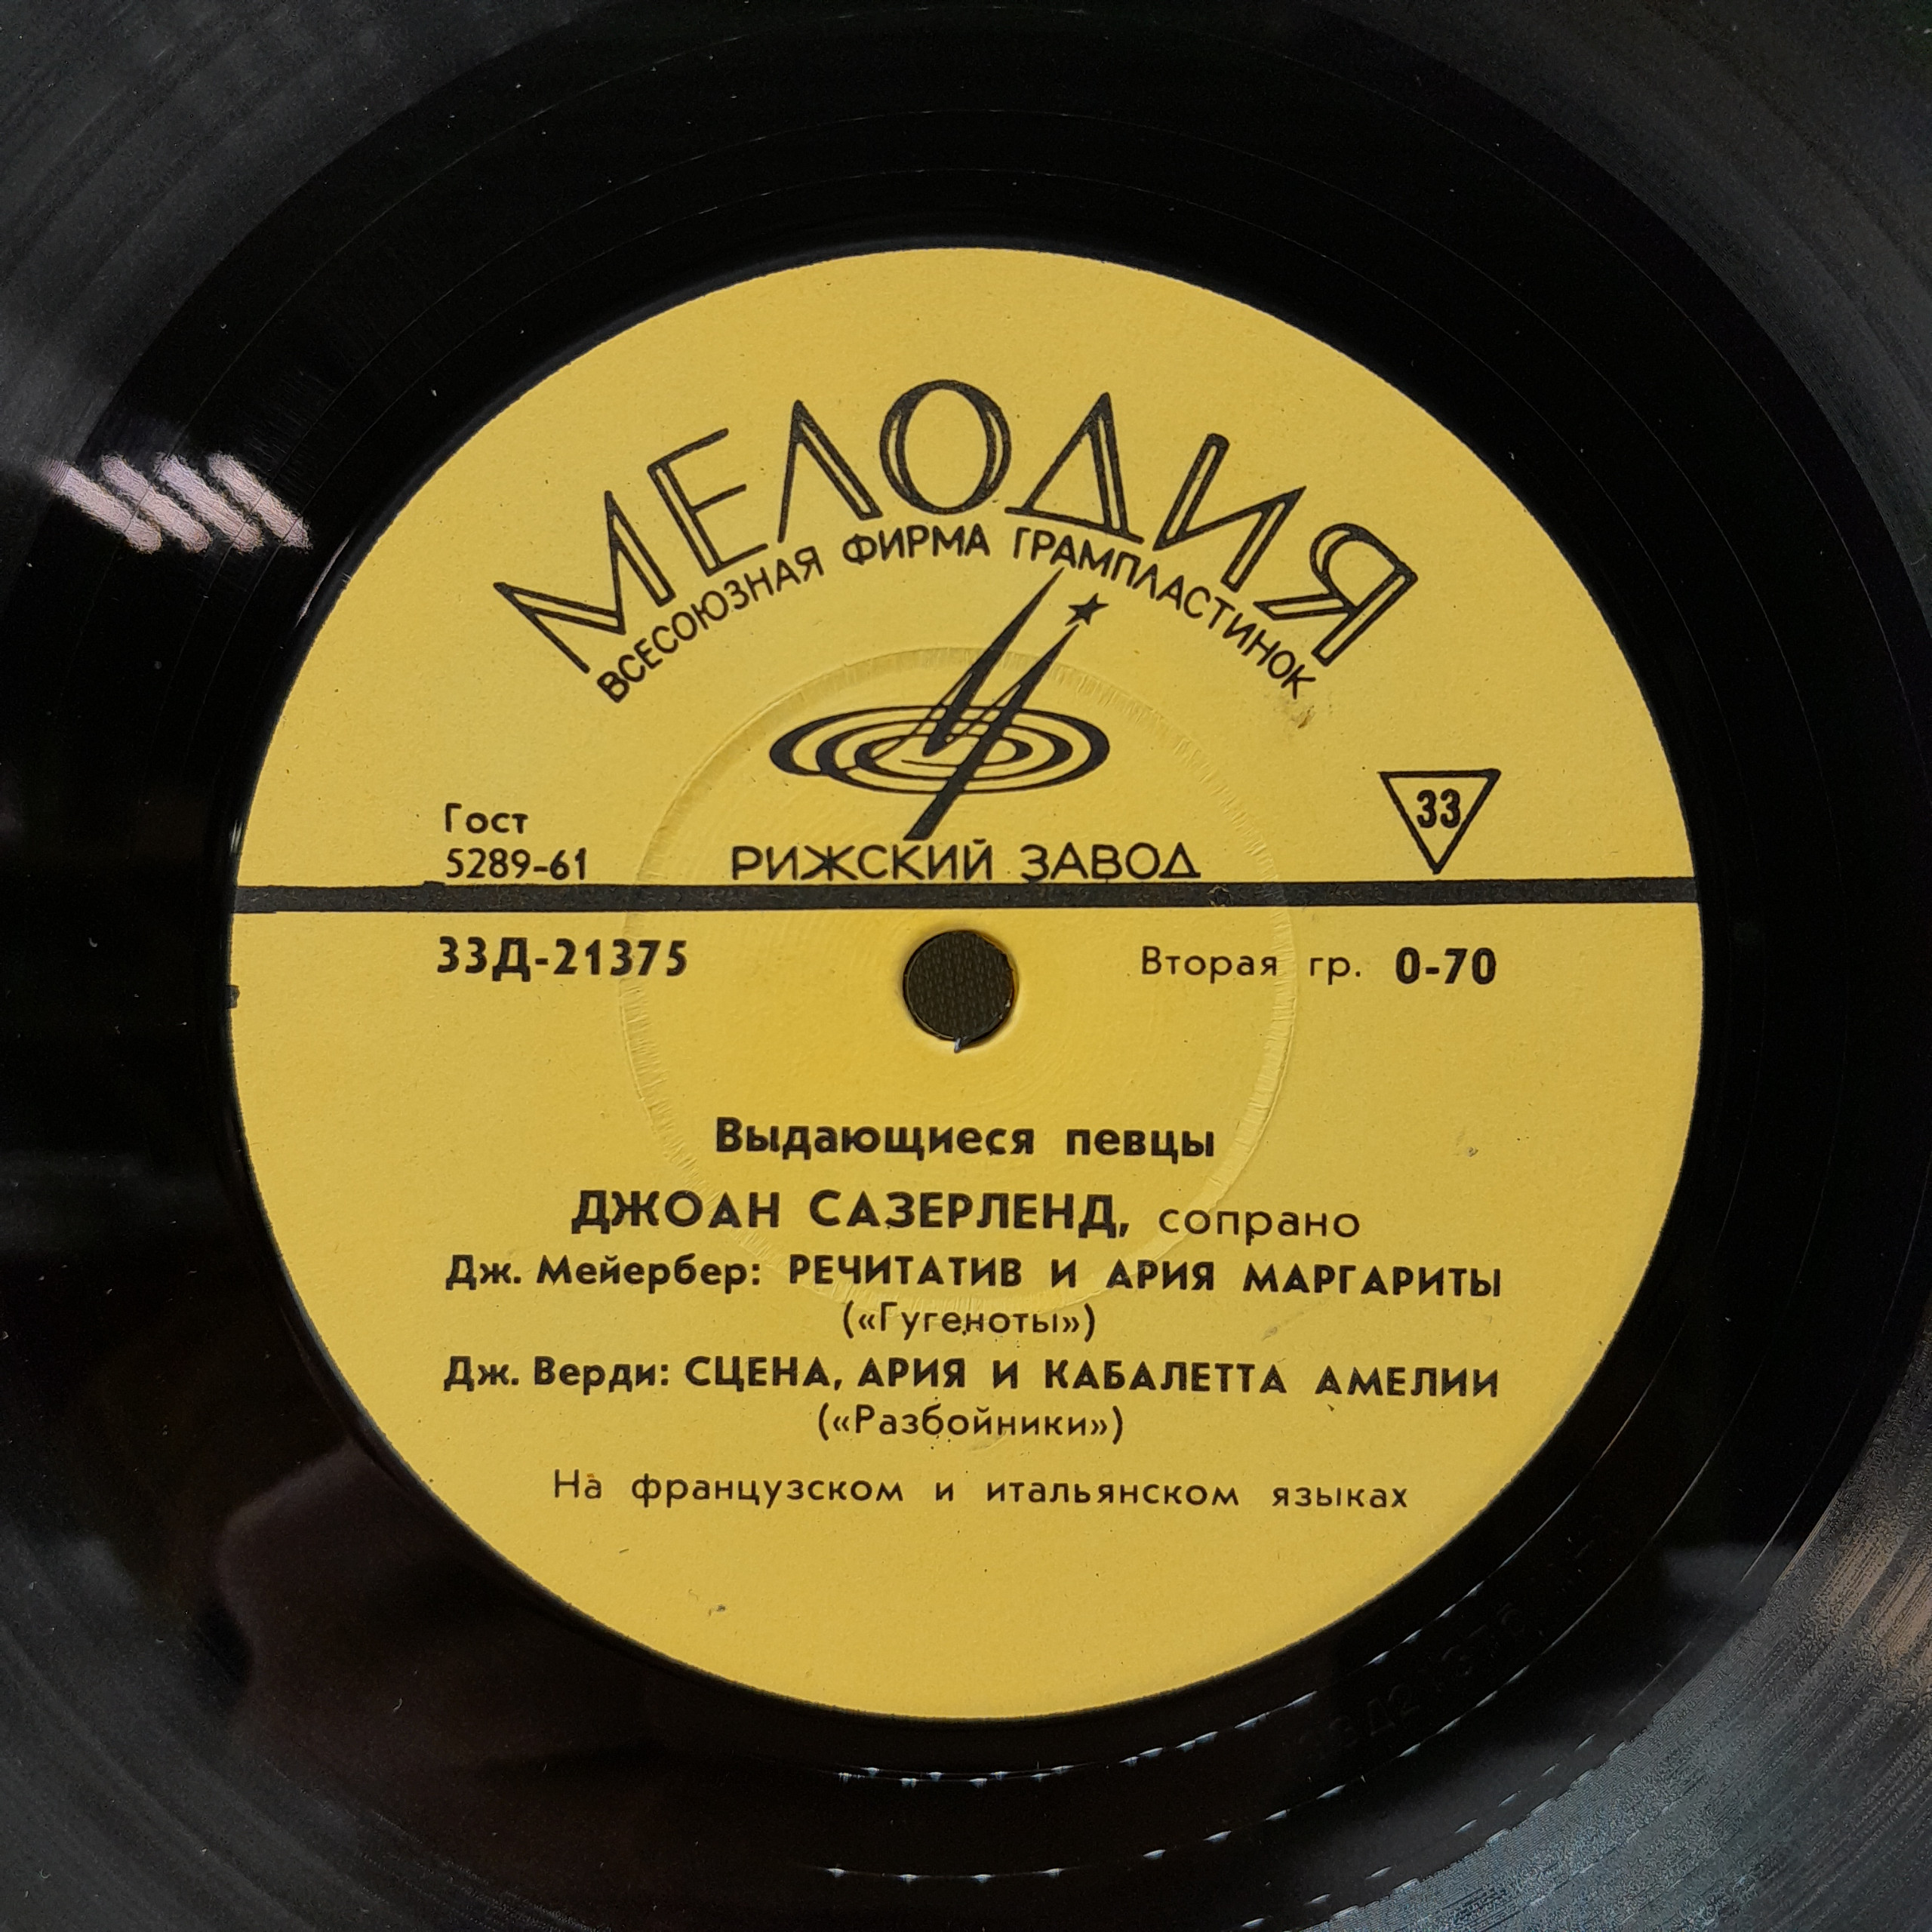 МЕЛОДИЯ
ВСЕСОЮЗНАЯ ФИРМА ГРАМПЛАСТИНОК
Гост
5289-61
РИЖСКИЙ ЗАВОД
33
33Д-21375
Вторая гр. 0-70
Выдающиеся певцы
ДЖОАН САЗЕРЛЕНД, сопрано
Дж. Мейербер: РЕЧИТАТИВ И АРИЯ МАРГАРИТЫ
(«Гугеноты»)
Дж. Верди: СЦЕНА, АРИЯ И КАБАЛЕТТА АМЕЛИИ
(«Разбойники»)
На французском и итальянском языках